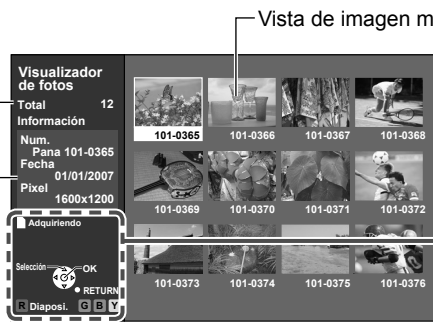 Vista de imagen m
Visualizador
de fotos
Total 12
Información
Num.
Pana 101-0365
Fecha
01/01/2007
Pixel
1600x1200
Adquiriendo
Selección OK
RETURN
R Diaposi. G B Y
101-0365 101-0366 101-0367 101-0368
101-0369 101-0370 101-0371 101-0372
101-0373 101-0374 101-0375 101-0376